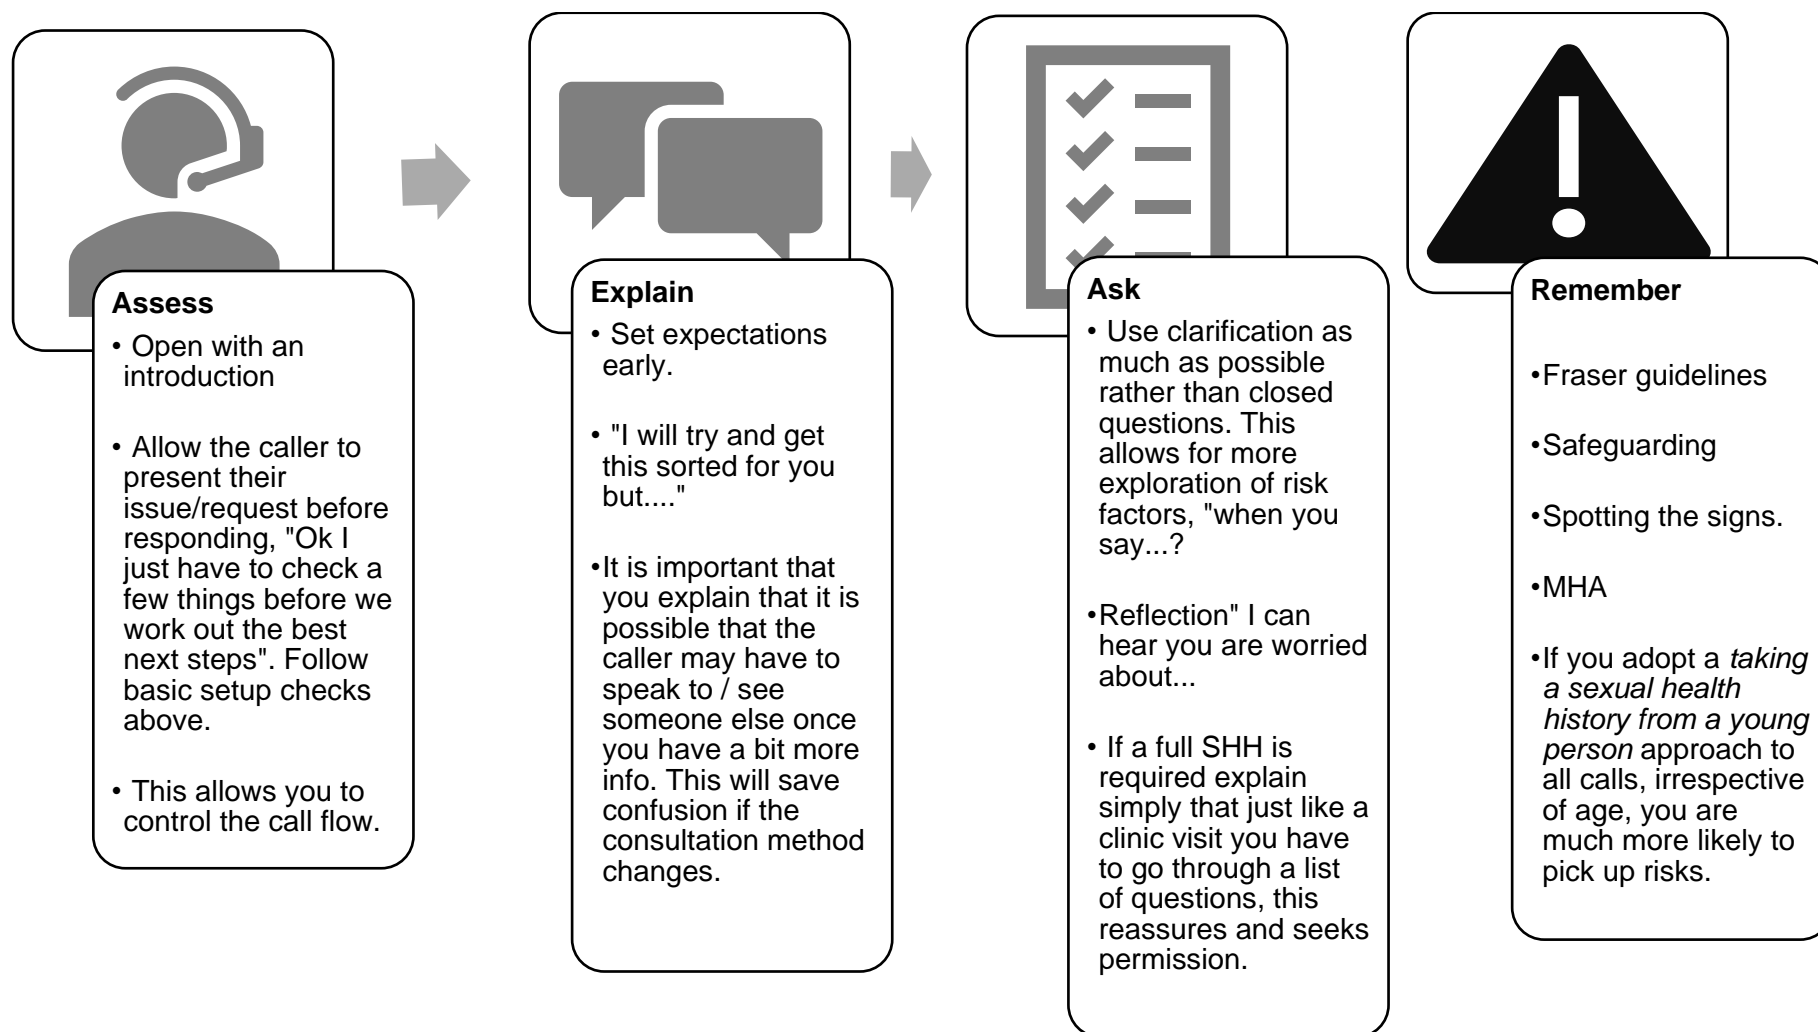 Assess
• Open with an
introduction
• Allow the caller to
present their
issue/request before
responding, "Ok I
just have to check a
few things before we
work out the best
next steps". Follow
basic setup checks
above.
• This allows you to
control the call flow.
Explain
• Set expectations
early.
• "I will try and get
this sorted for you
but...."
•It is important that
you explain that it is
possible that the
caller may have to
speak to / see
someone else once
you have a bit more
info. This will save
confusion if the
consultation method
changes.
Ask
• Use clarification as
much as possible
rather than closed
questions. This
allows for more
exploration of risk
factors, "when you
say...?
•Reflection" I can
hear you are worried
about...
• If a full SHH is
required explain
simply that just like a
clinic visit you have
to go through a list
of questions, this
reassures and seeks
permission.
Remember
•Fraser guidelines
•Safeguarding
•Spotting the signs.
•MHA
•If you adopt a taking
a sexual health
history from a young
person approach to
all calls, irrespective
of age, you are
much more likely to
pick up risks.